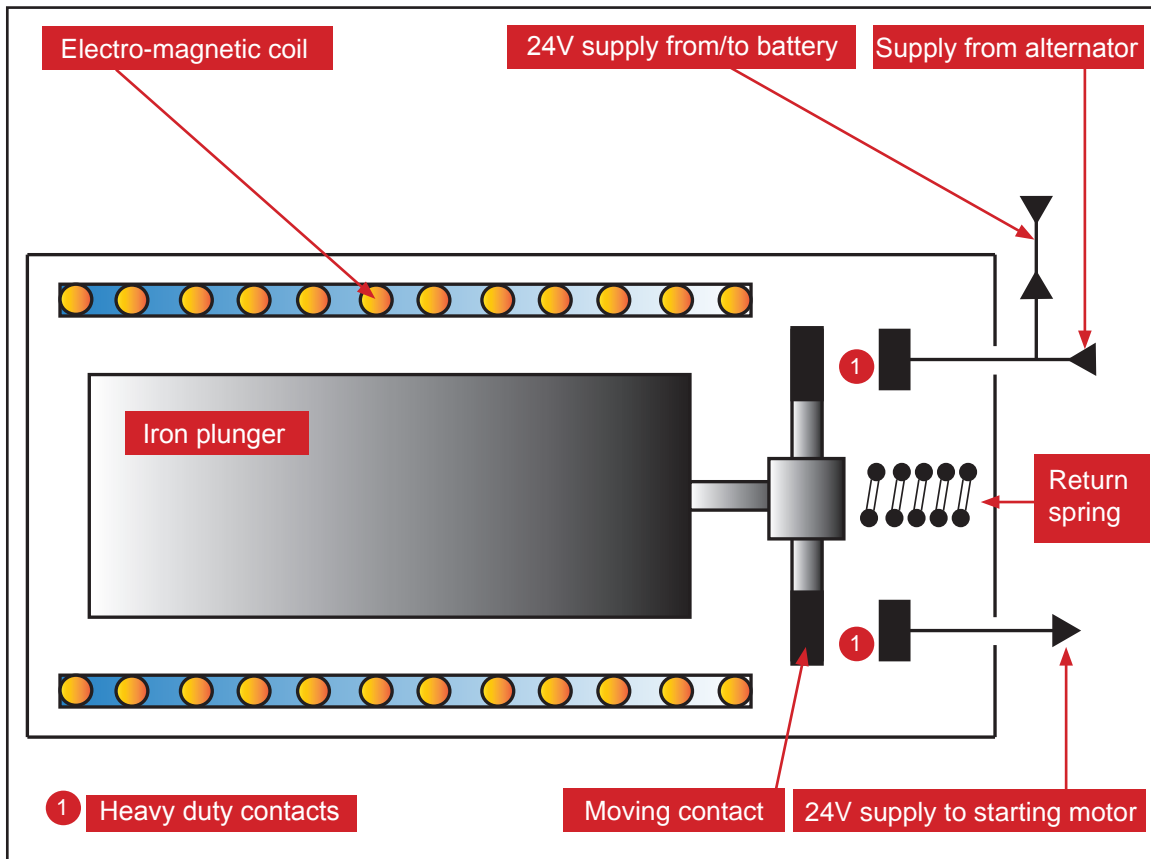 Electro-magnetic coil
24V supply from/to battery
Supply from alternator
1
Iron plunger
Return
spring
1
1 Heavy duty contacts
Moving contact
24V supply to starting motor